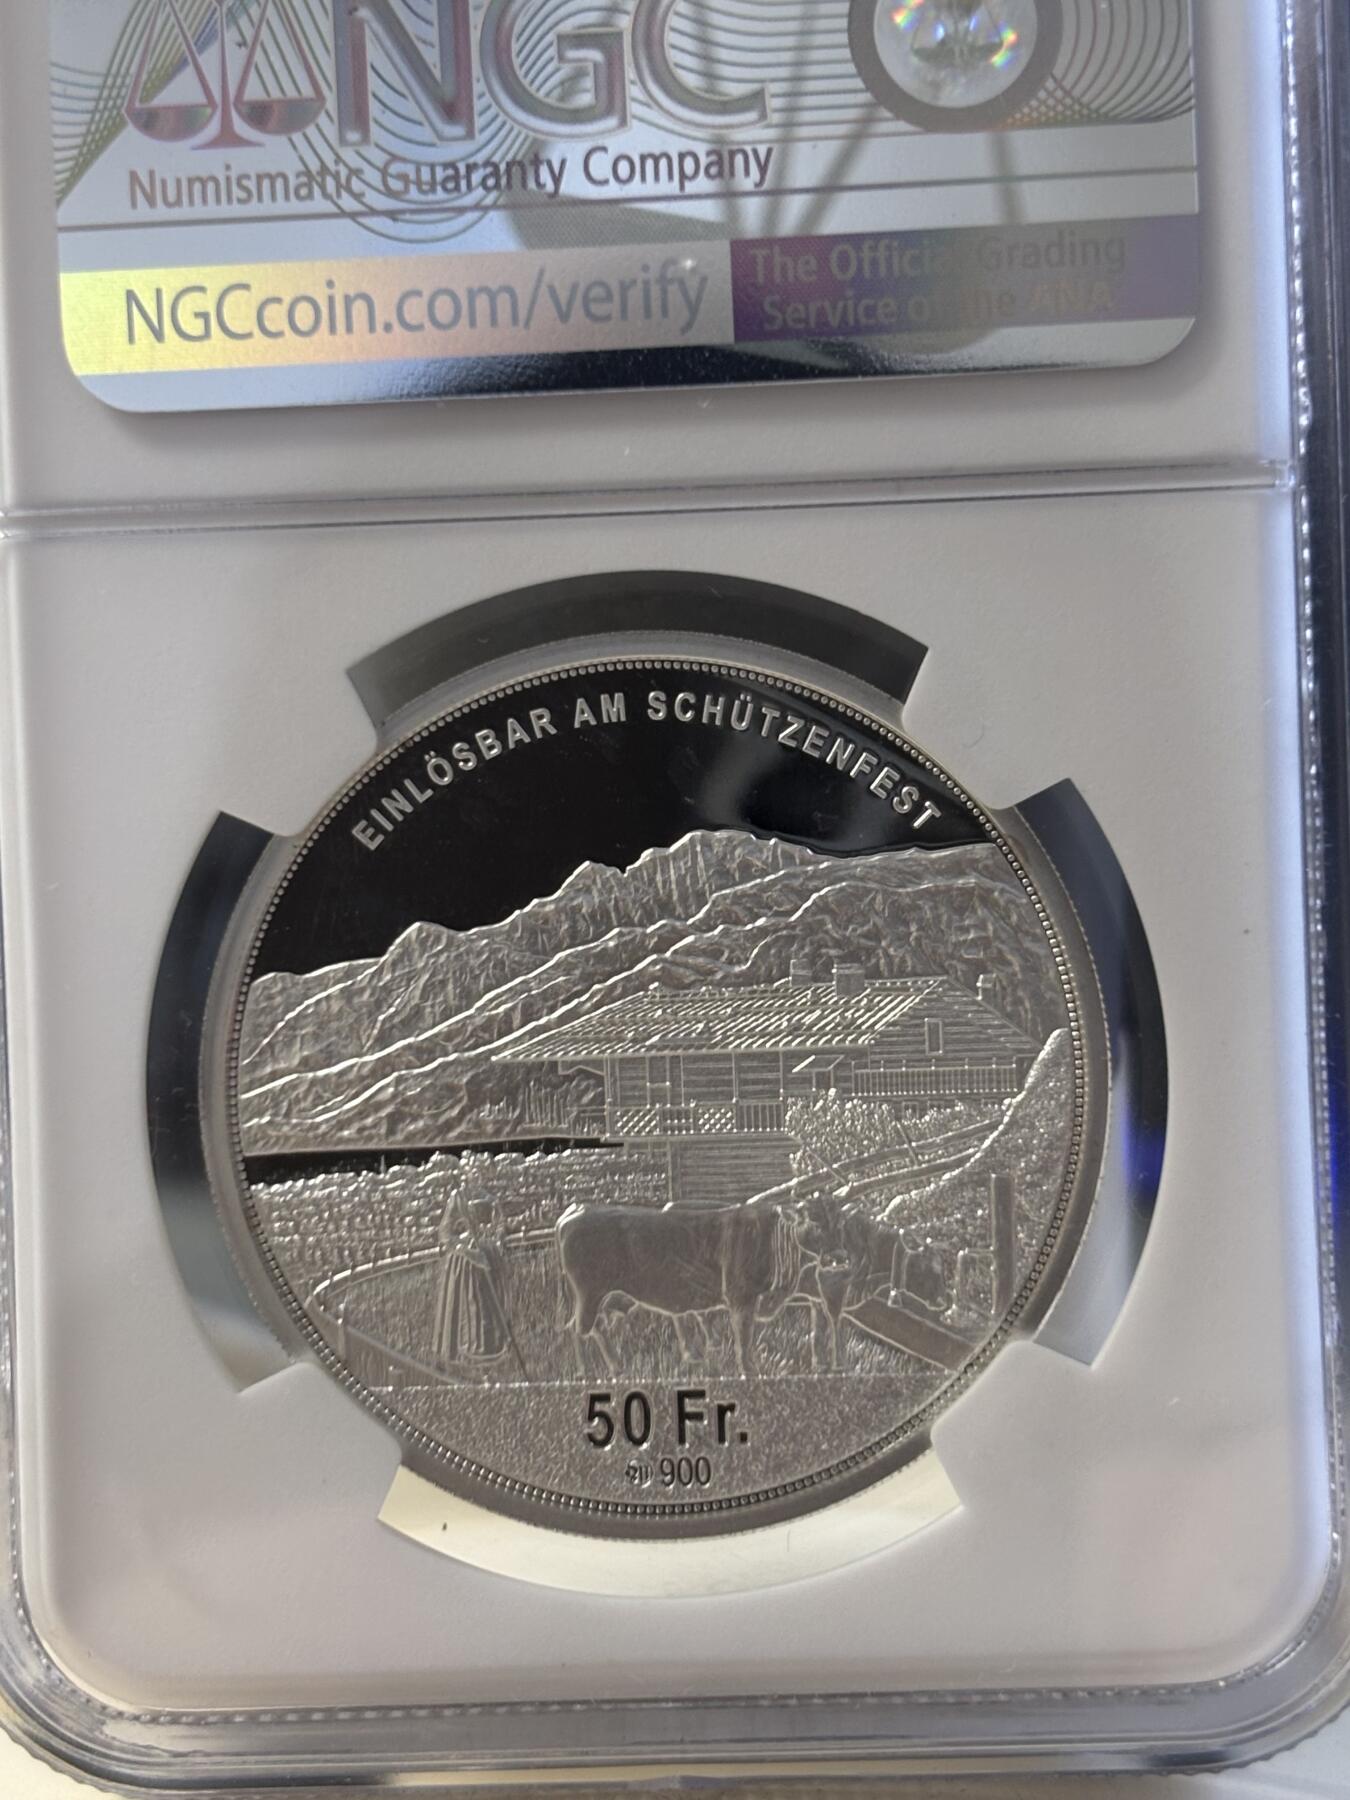 NGC
Numismatic Guaranty Company
NGCcoin.com/verify
The Official Grading
Service of the ANA
EINLÖSBAR AM SCHÜTZENFEST
50 Fr.
900